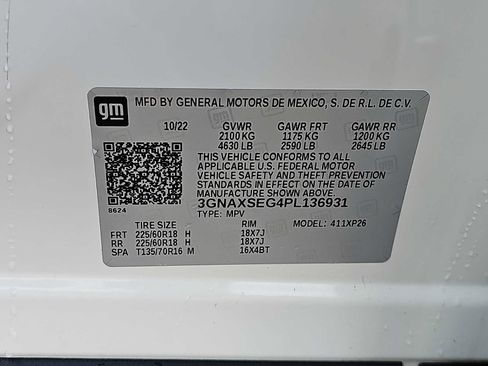 gm MFD BY GENERAL MOTORS DE MEXICO, S. DE R.L. DE C.V.
10/22 GVWR GAWR FRT GAWR RR
2100 KG 1175 KG 1200 KG
4630 LB 2590 LB 2645 LB
THIS VEHICLE CONFORMS TO ALL
APPLICABLE U.S. FEDERAL MOTOR
VEHICLE SAFETY AND THEFT PREVENTION
STANDARDS IN EFFECT ON THE DATE OF
MANUFACTURE SHOWN ABOVE.
3GNAXSEG4PL136931
8624 TYPE: MPV
TIRE SIZE RIM MODEL: 411XP26
FRT 225/60R18 H 18X7J
RR 225/60R18 H 18X7J
SPA T135/70R16 M 16X4BT